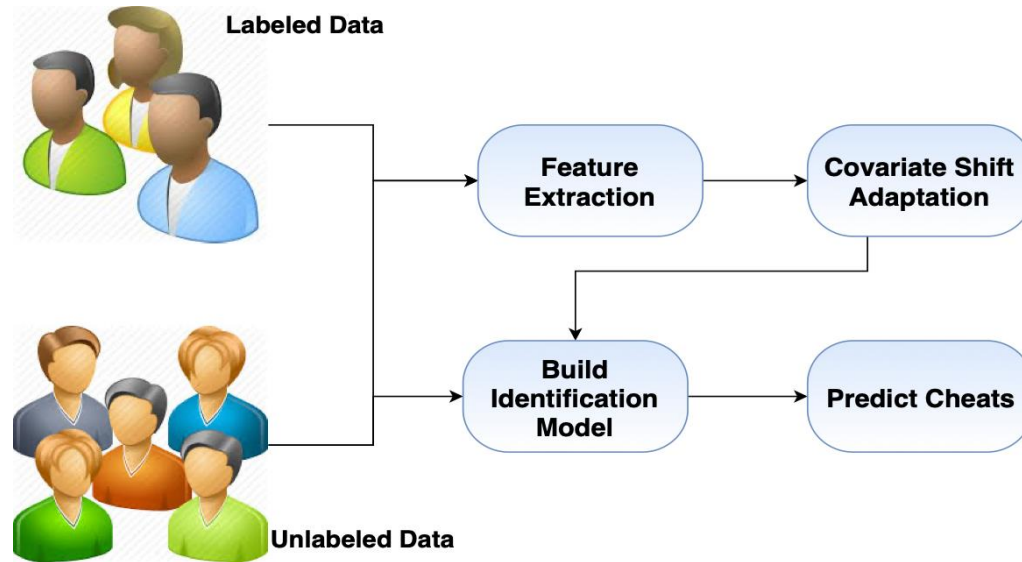 Labeled Data
Feature
Extraction
Covariate Shift
Adaptation
Build
Identification
Model
Predict Cheats
Unlabeled Data